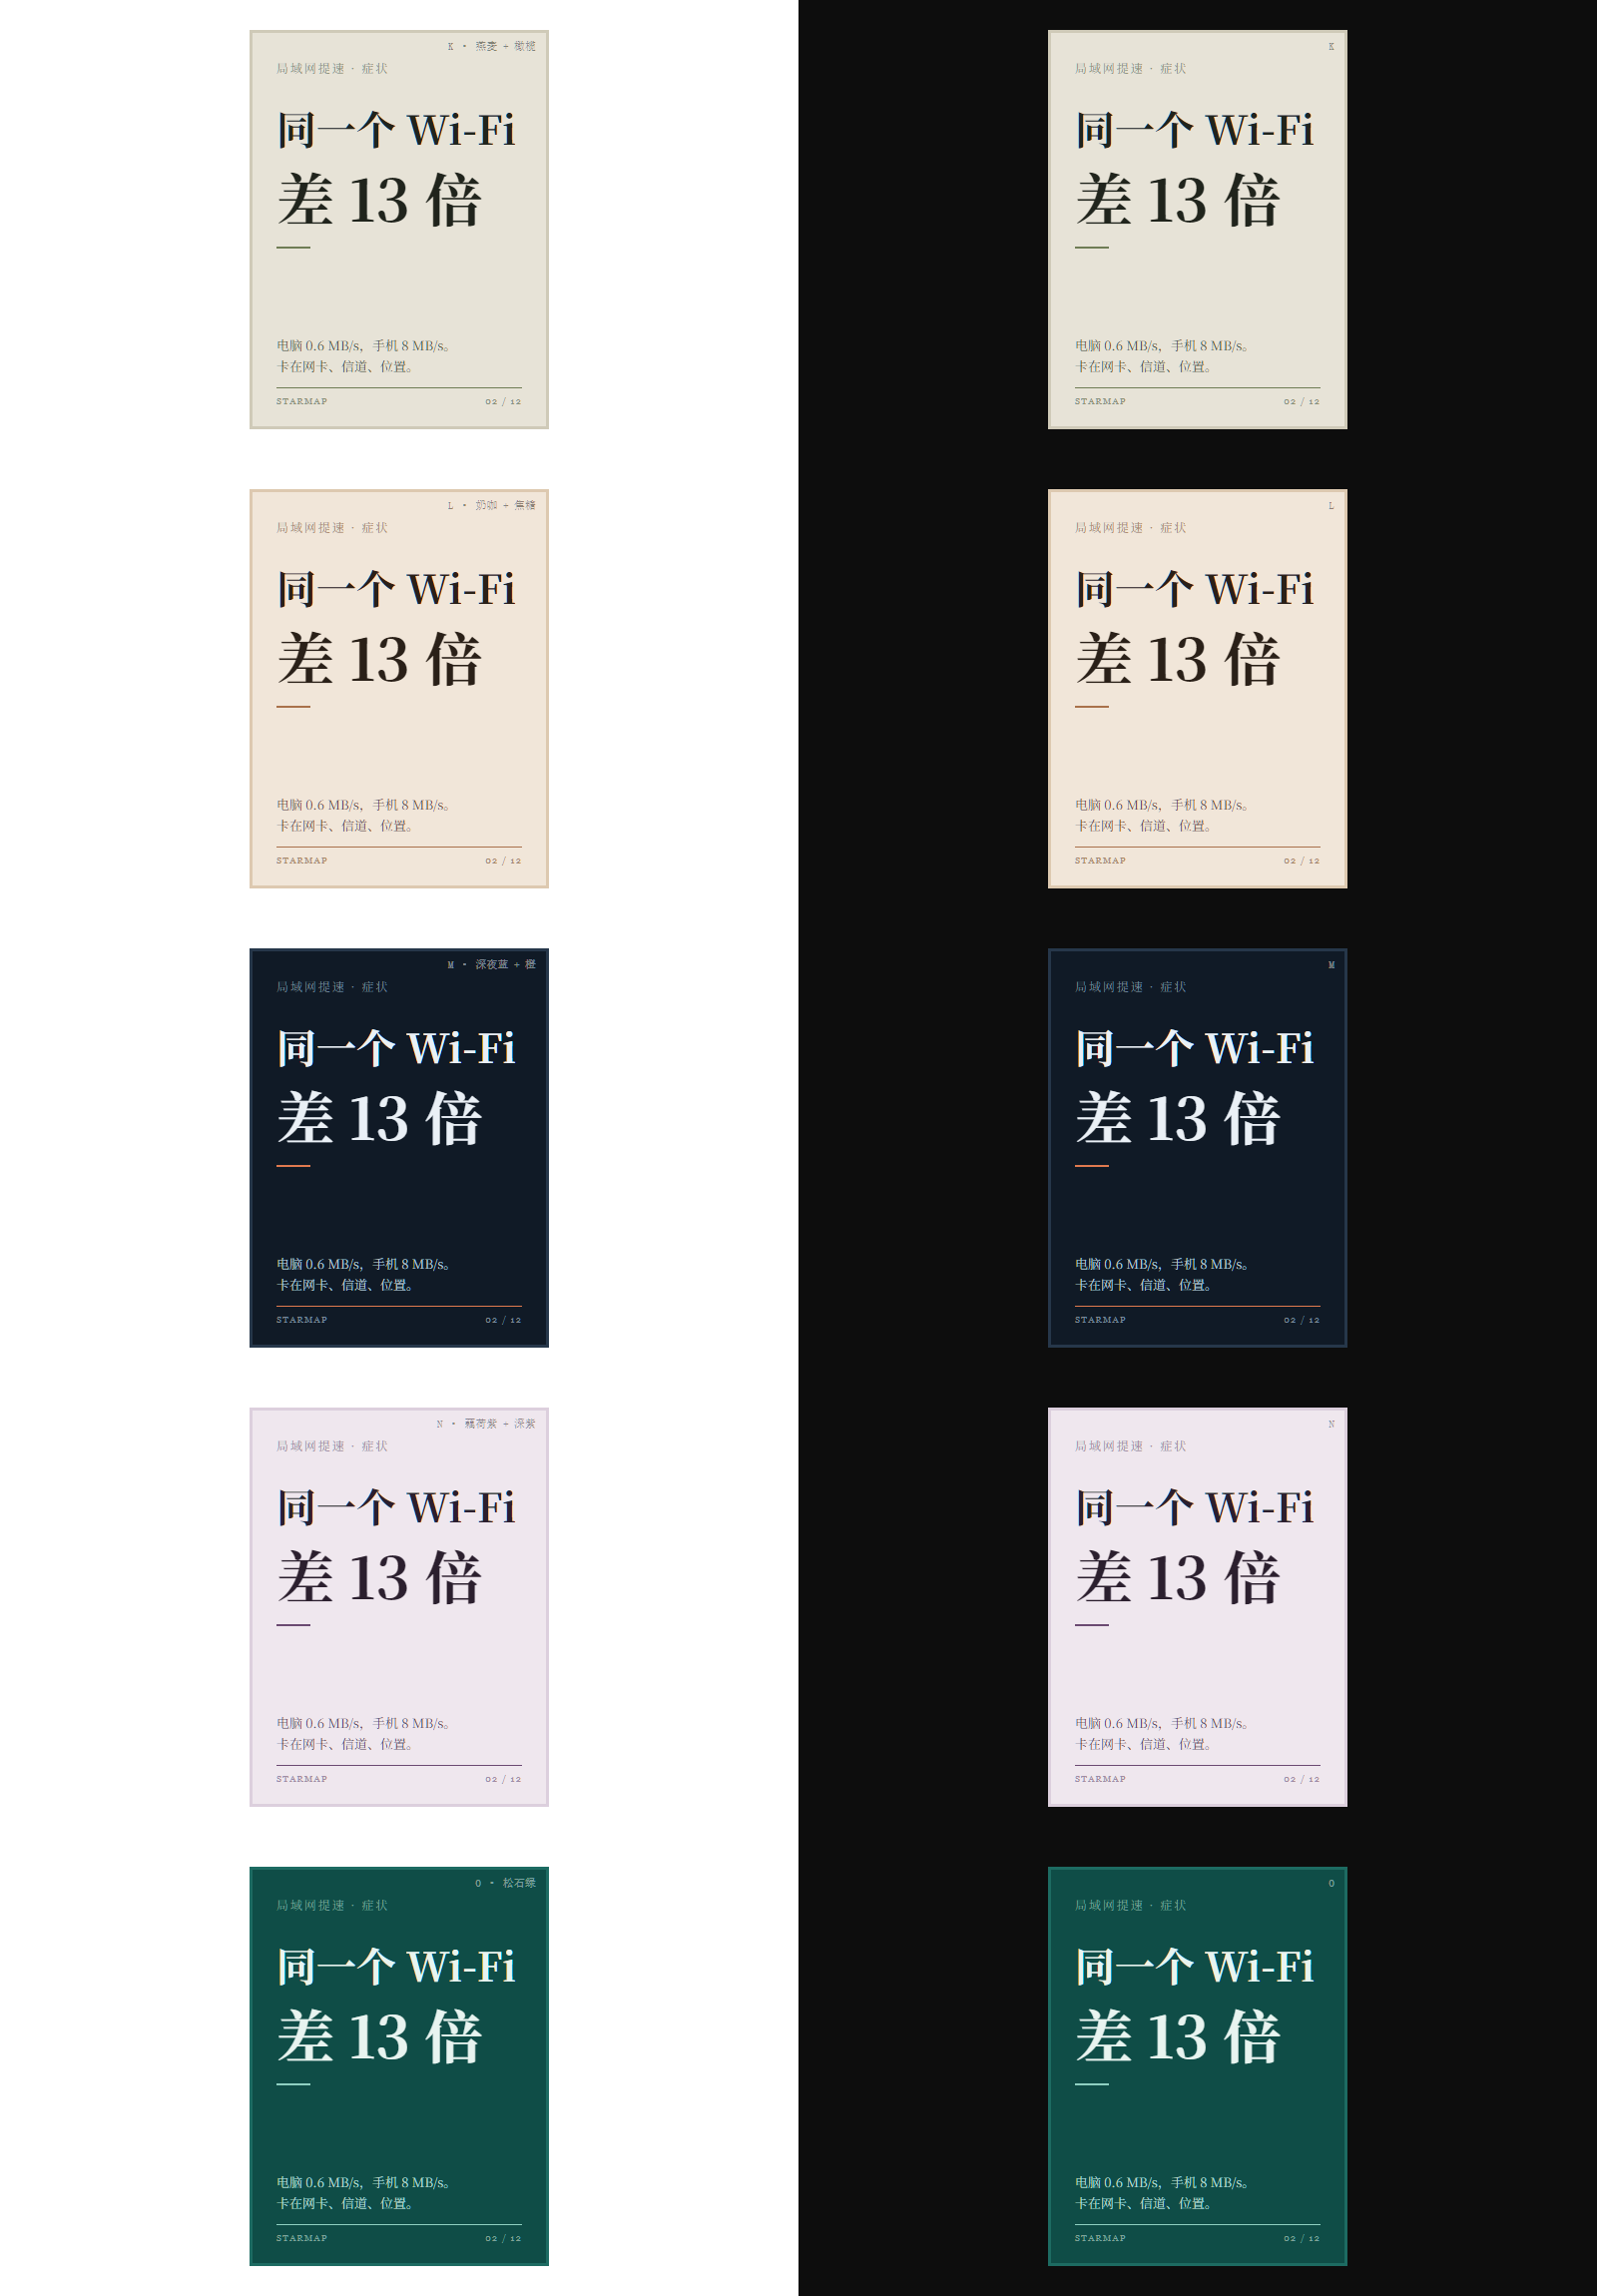 K · 燕麦 + 橄榄
局域网提速 · 症状
同一个 Wi-Fi
差 13 倍
电脑 0.6 MB/s，手机 8 MB/s。
卡在网卡、信道、位置。
STARMAP 02 / 12
K
局域网提速 · 症状
同一个 Wi-Fi
差 13 倍
电脑 0.6 MB/s，手机 8 MB/s。
卡在网卡、信道、位置。
STARMAP 02 / 12
L · 奶咖 + 焦糖
局域网提速 · 症状
同一个 Wi-Fi
差 13 倍
电脑 0.6 MB/s，手机 8 MB/s。
卡在网卡、信道、位置。
STARMAP 02 / 12
L
局域网提速 · 症状
同一个 Wi-Fi
差 13 倍
电脑 0.6 MB/s，手机 8 MB/s。
卡在网卡、信道、位置。
STARMAP 02 / 12
M · 深夜蓝 + 橙
局域网提速 · 症状
同一个 Wi-Fi
差 13 倍
电脑 0.6 MB/s，手机 8 MB/s。
卡在网卡、信道、位置。
STARMAP 02 / 12
M
局域网提速 · 症状
同一个 Wi-Fi
差 13 倍
电脑 0.6 MB/s，手机 8 MB/s。
卡在网卡、信道、位置。
STARMAP 02 / 12
N · 藕荷紫 + 深紫
局域网提速 · 症状
同一个 Wi-Fi
差 13 倍
电脑 0.6 MB/s，手机 8 MB/s。
卡在网卡、信道、位置。
STARMAP 02 / 12
N
局域网提速 · 症状
同一个 Wi-Fi
差 13 倍
电脑 0.6 MB/s，手机 8 MB/s。
卡在网卡、信道、位置。
STARMAP 02 / 12
O · 松石绿
局域网提速 · 症状
同一个 Wi-Fi
差 13 倍
电脑 0.6 MB/s，手机 8 MB/s。
卡在网卡、信道、位置。
STARMAP 02 / 12
O
局域网提速 · 症状
同一个 Wi-Fi
差 13 倍
电脑 0.6 MB/s，手机 8 MB/s。
卡在网卡、信道、位置。
STARMAP 02 / 12